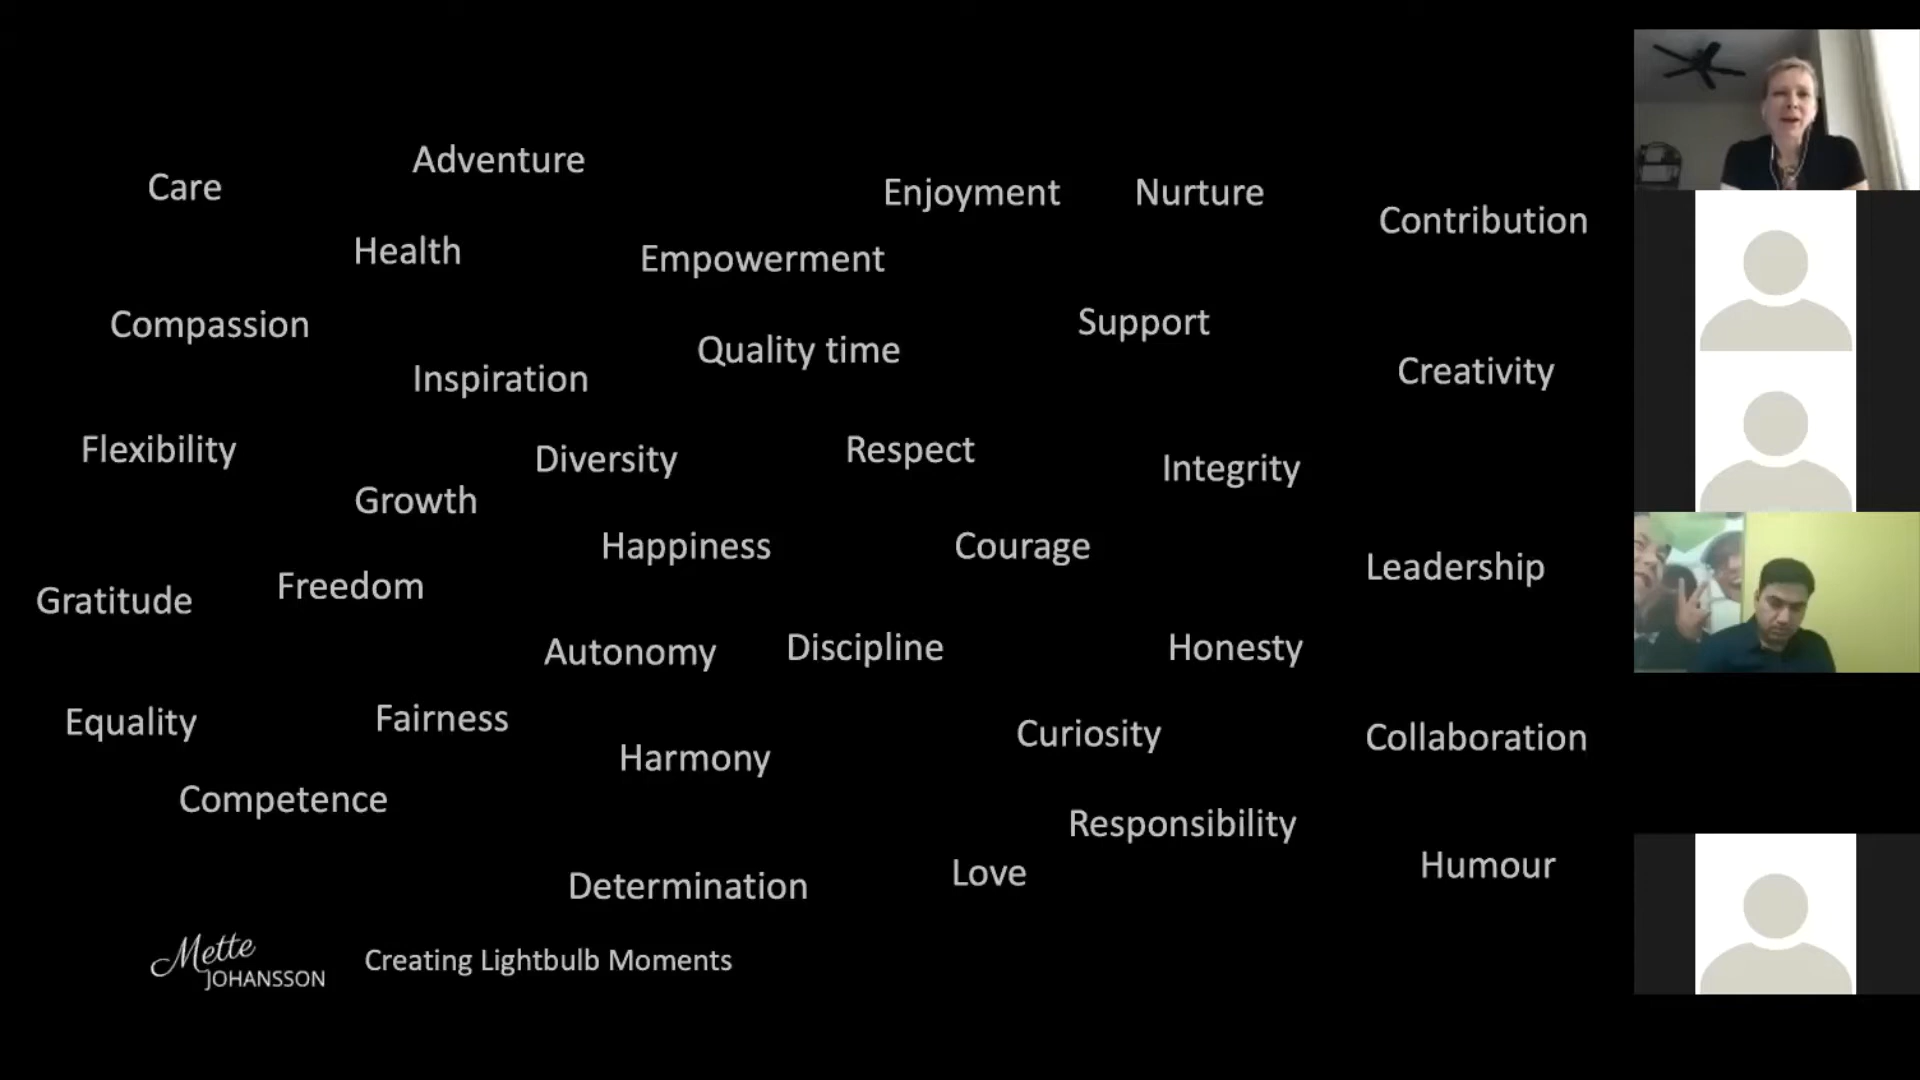 Adventure
Care
Enjoyment
Nurture
Contribution
Health
Empowerment
Compassion
Support
Quality time
Creativity
Inspiration
Flexibility
Diversity
Respect
Integrity
Growth
Happiness
Courage
Leadership
Gratitude
Freedom
Autonomy
Discipline
Honesty
Equality
Fairness
Curiosity
Collaboration
Harmony
Competence
Responsibility
Humour
Love
Determination
Mette
JOHANSSON
Creating Lightbulb Moments